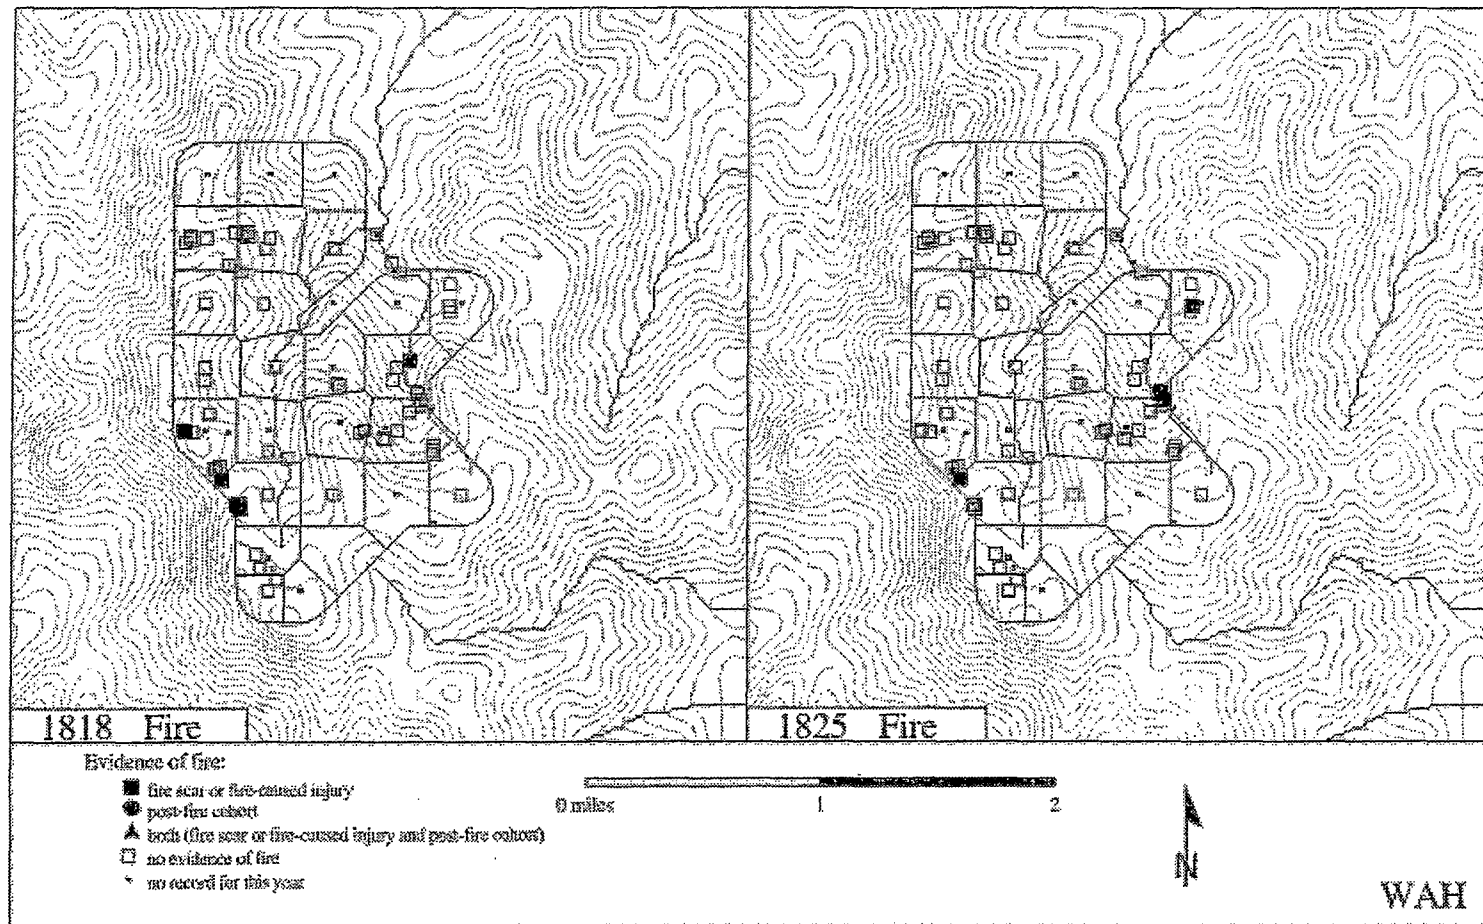 1818 Fire
1825 Fire
Evidence of fire:
fire scar or fire-caused injury
post-fire cohort
both (fire scar or fire-caused injury and post-fire cohort)
no evidence of fire
no record for this year
0 miles 1 2
N
WAH